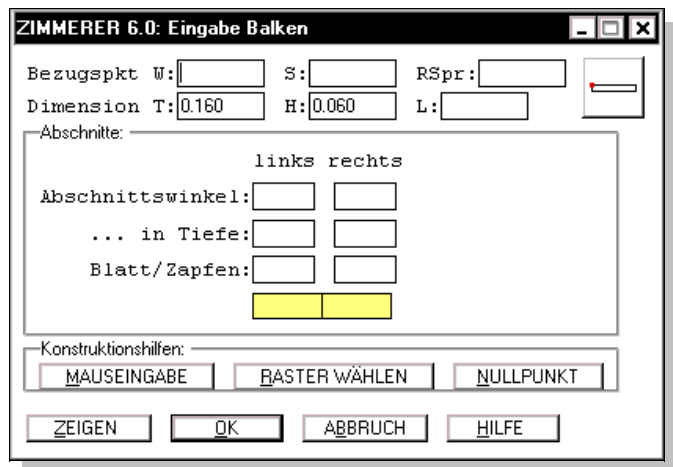 ZIMMERER 6.0: Eingabe Balken
Bezugspkt W: S: RSpr:
Dimension T: 0.160 H: 0.060 L:
Abschnitte:
links rechts
Abschnittswinkel:
... in Tiefe:
Blatt/Zapfen:
Konstruktionshilfen:
MAUSEINGABE RASTER WÄHLEN NULLPUNKT
ZEIGEN OK ABBRUCH HILFE